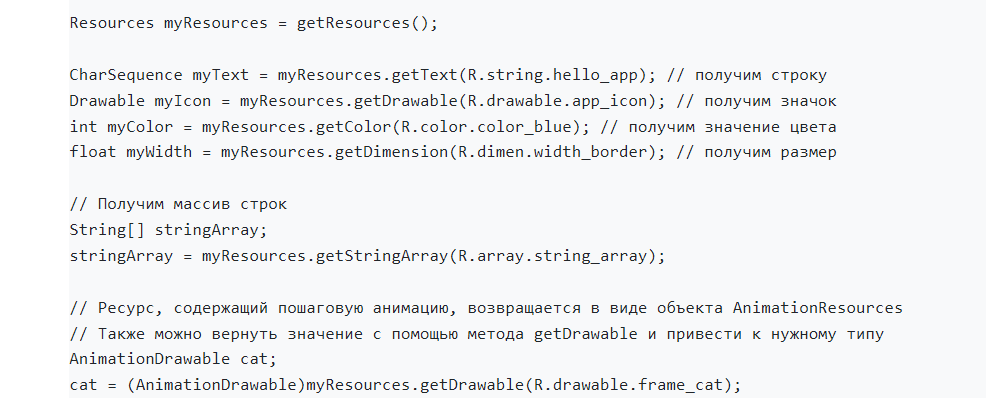 Resources myResources = getResources();
CharSequence myText = myResources.getText(R.string.hello_app); // получим строку
Drawable myIcon = myResources.getDrawable(R.drawable.app_icon); // получим значок
int myColor = myResources.getColor(R.color.color_blue); // получим значение цвета
float myWidth = myResources.getDimension(R.dimen.width_border); // получим размер
// Получим массив строк
String[] stringArray;
stringArray = myResources.getStringArray(R.array.string_array);
// Ресурс, содержащий пошаговую анимацию, возвращается в виде объекта AnimationResources
// Также можно вернуть значение с помощью метода getDrawable и привести к нужному типу
AnimationDrawable cat;
cat = (AnimationDrawable)myResources.getDrawable(R.drawable.frame_cat);